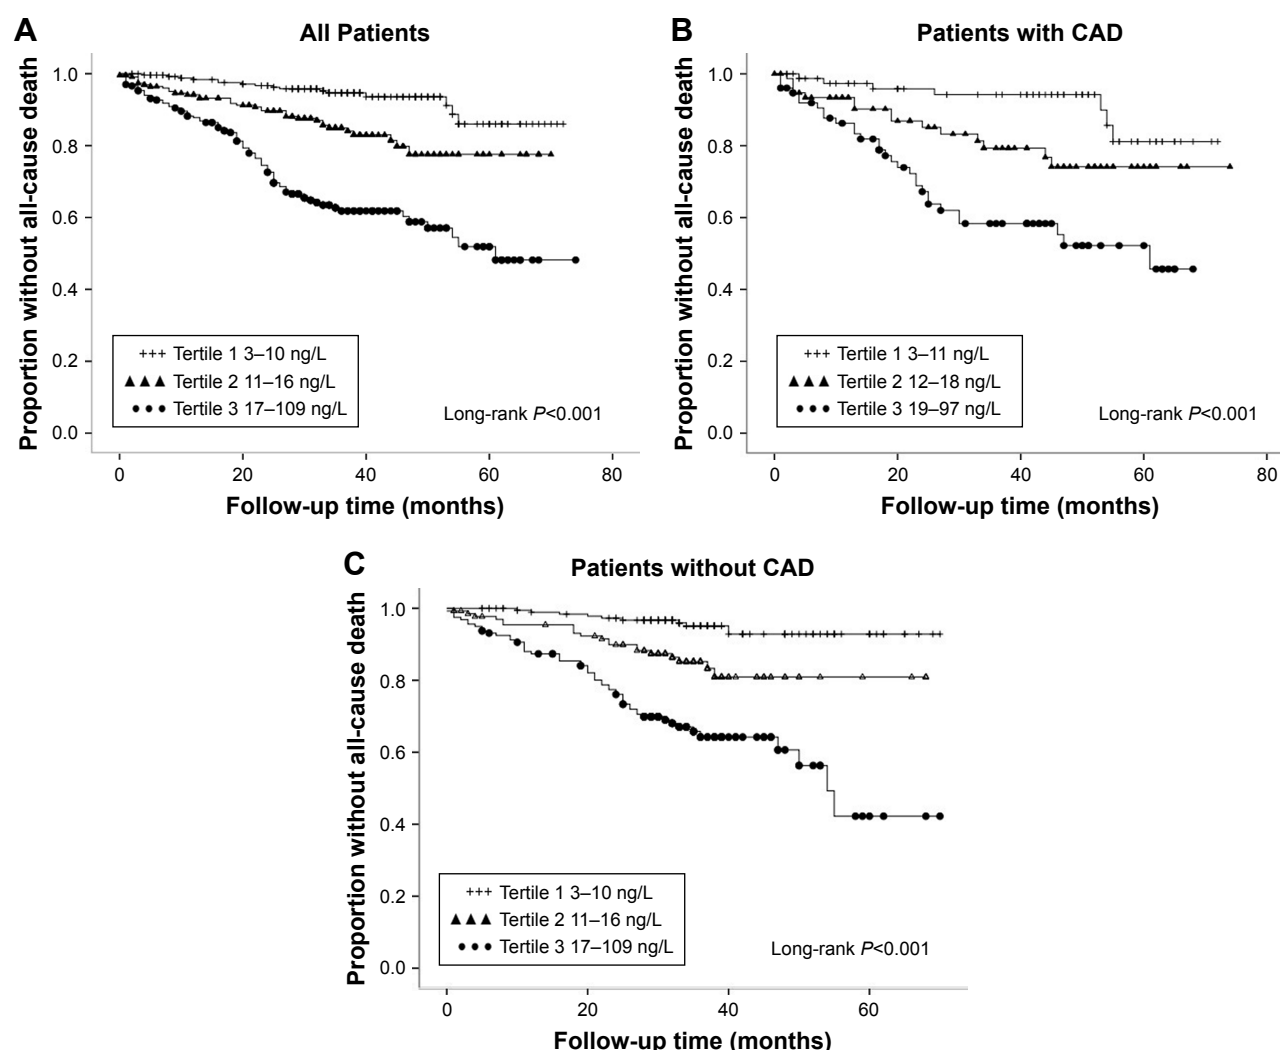 A
All Patients
Proportion without all-cause death
1.0
0.8
0.6
0.4
0.2
0.0
+++ Tertile 1 3–10 ng/L
▲▲▲ Tertile 2 11–16 ng/L
●●● Tertile 3 17–109 ng/L
Long-rank P<0.001
0 20 40 60 80
Follow-up time (months)
B
Patients with CAD
Proportion without all-cause death
1.0
0.8
0.6
0.4
0.2
0.0
+++ Tertile 1 3–11 ng/L
▲▲▲ Tertile 2 12–18 ng/L
●●● Tertile 3 19–97 ng/L
Long-rank P<0.001
0 20 40 60 80
Follow-up time (months)
C
Patients without CAD
Proportion without all-cause death
1.0
0.8
0.6
0.4
0.2
0.0
+++ Tertile 1 3–10 ng/L
▲▲▲ Tertile 2 11–16 ng/L
●●● Tertile 3 17–109 ng/L
Long-rank P<0.001
0 20 40 60
Follow-up time (months)